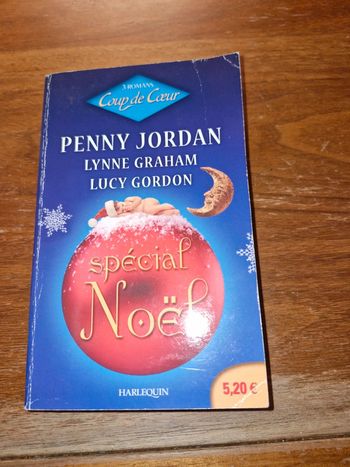 3 ROMANS
Coup de Cœur
PENNY JORDAN
LYNNE GRAHAM
LUCY GORDON
spécial
Noël
HARLEQUIN
5,20 €